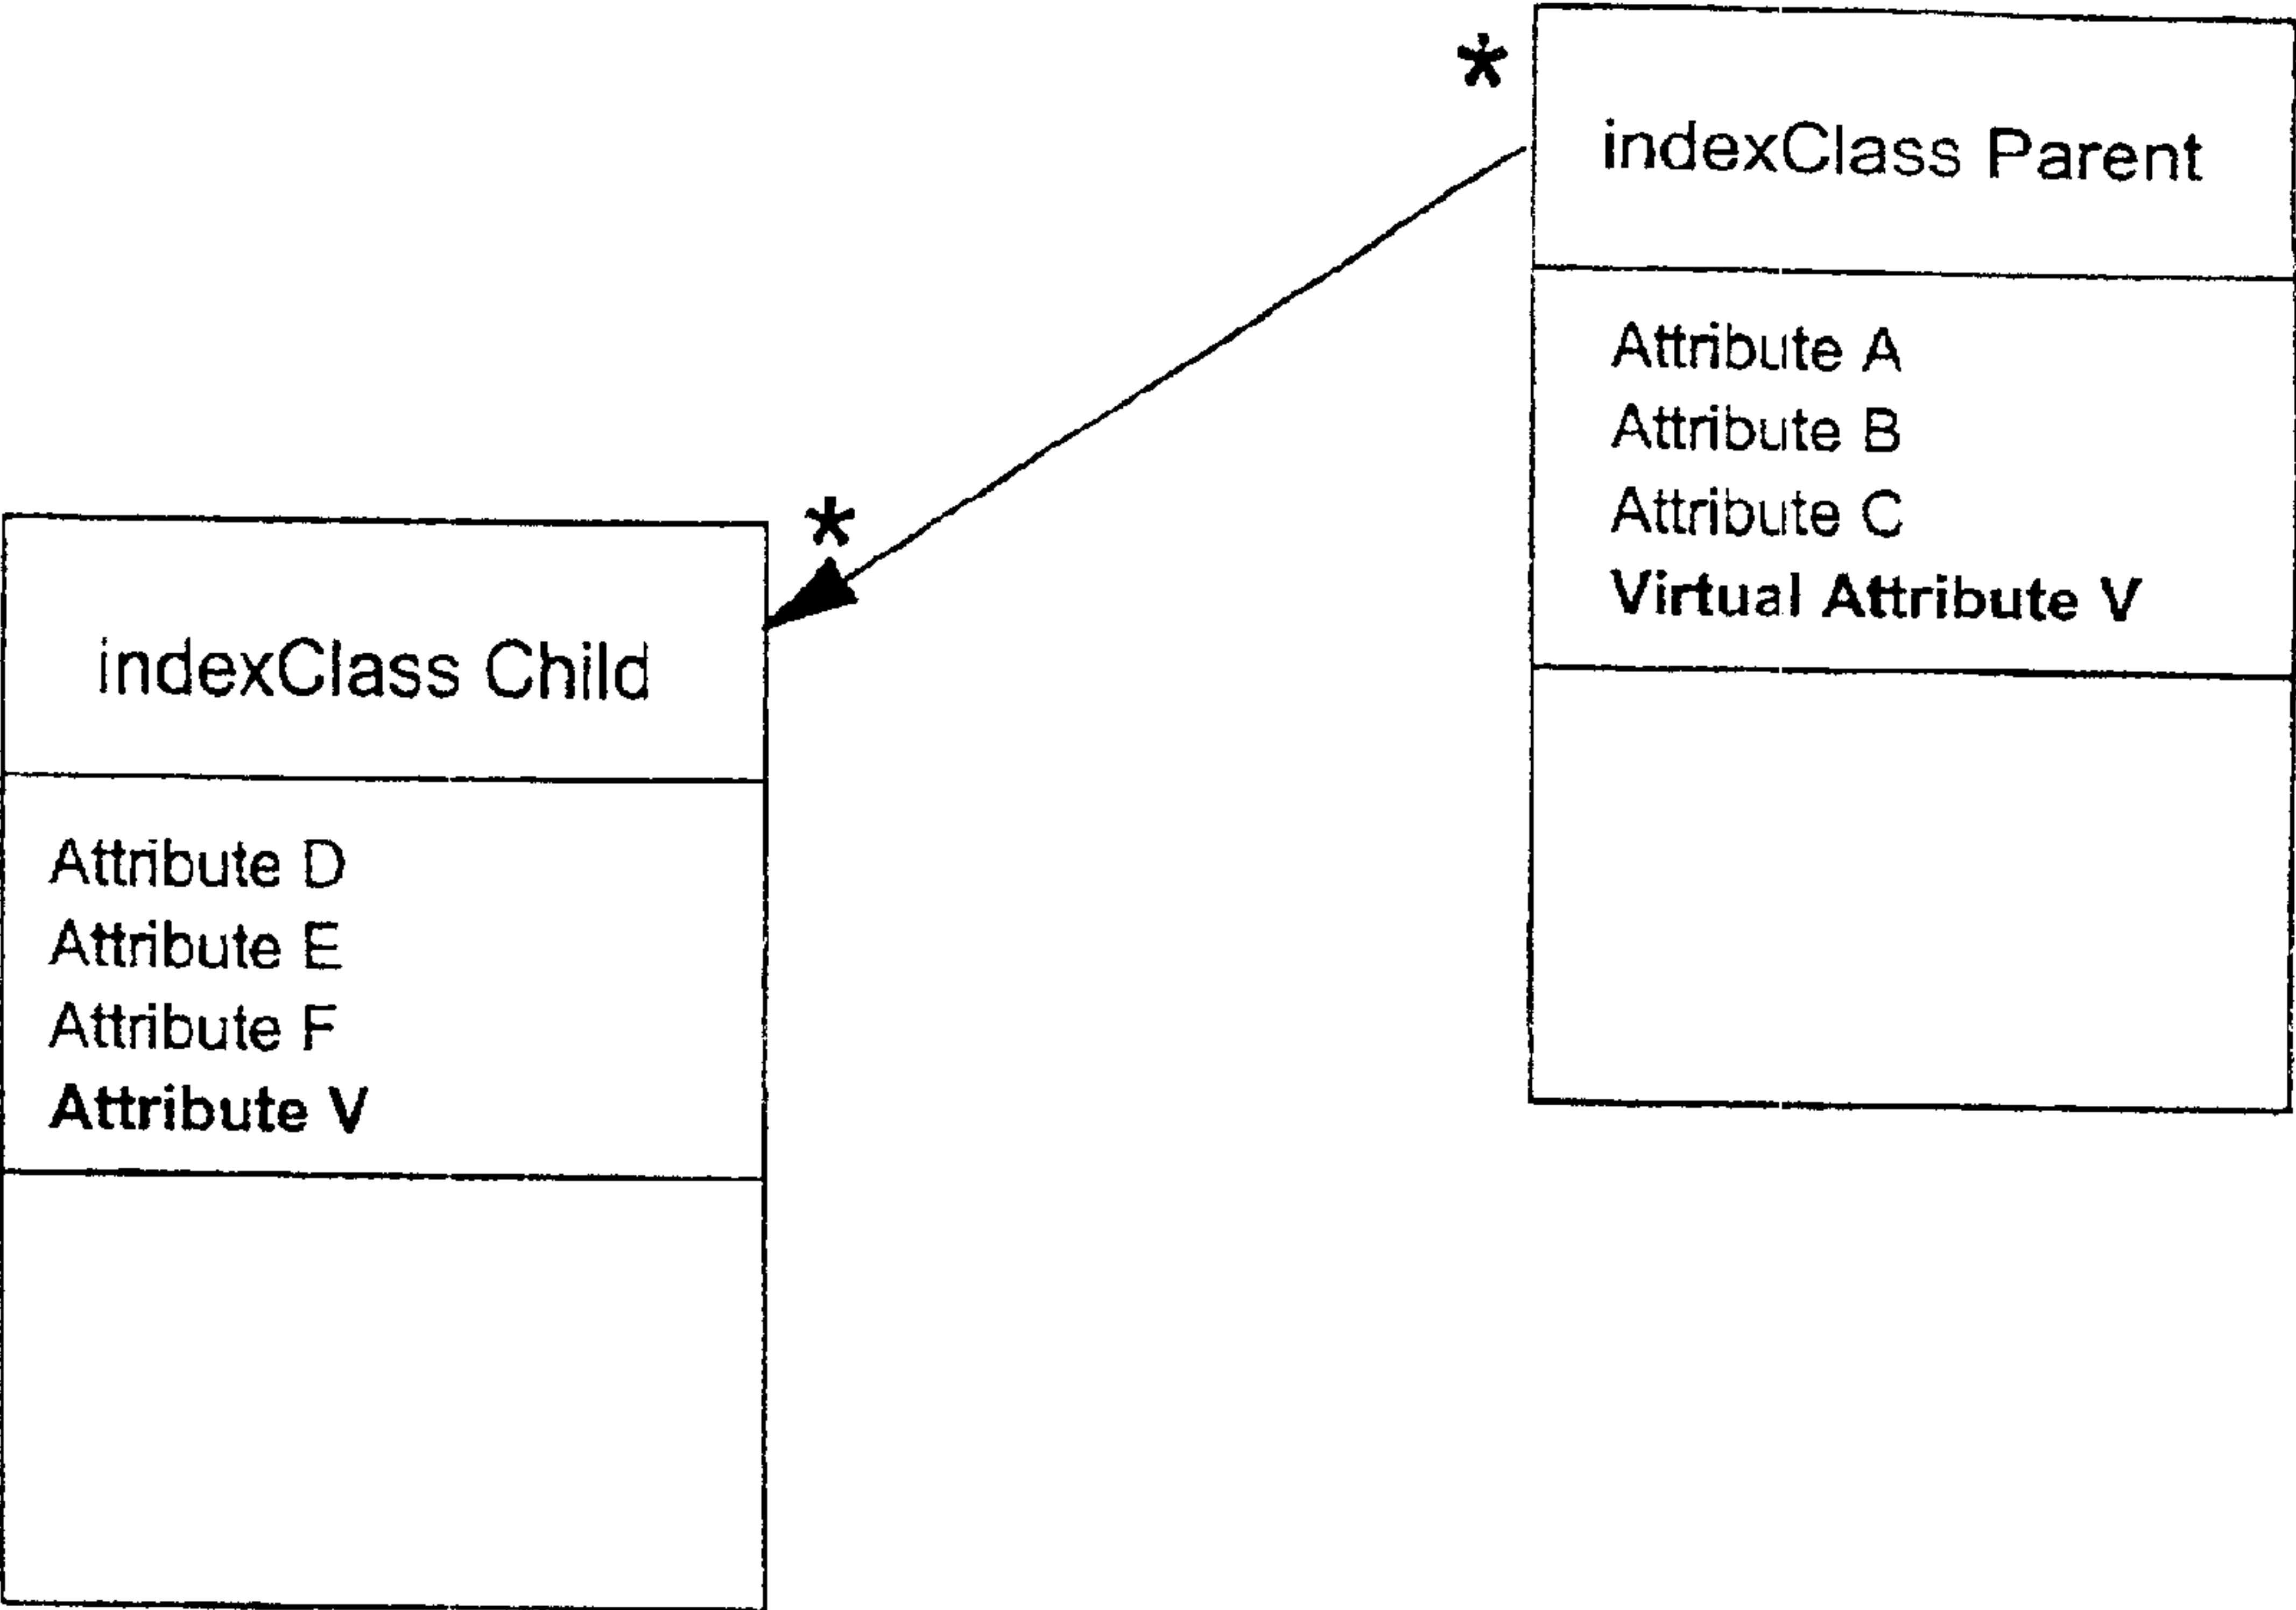 *
indexClass Parent
Attribute A
Attribute B
Attribute C
Virtual Attribute V
*
indexClass Child
Attribute D
Attribute E
Attribute F
Attribute V